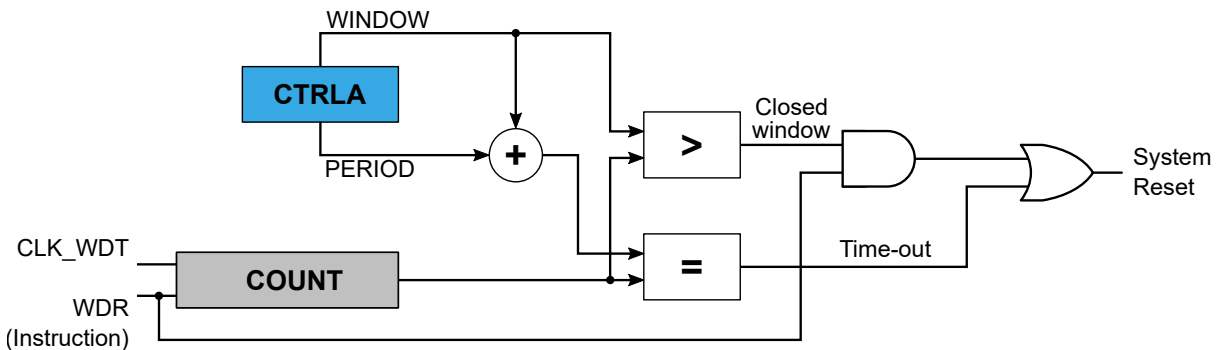 WINDOW
CTRLA
PERIOD
+
>
Closed
window
System
Reset
CLK_WDT
COUNT
=
Time-out
WDR
(Instruction)